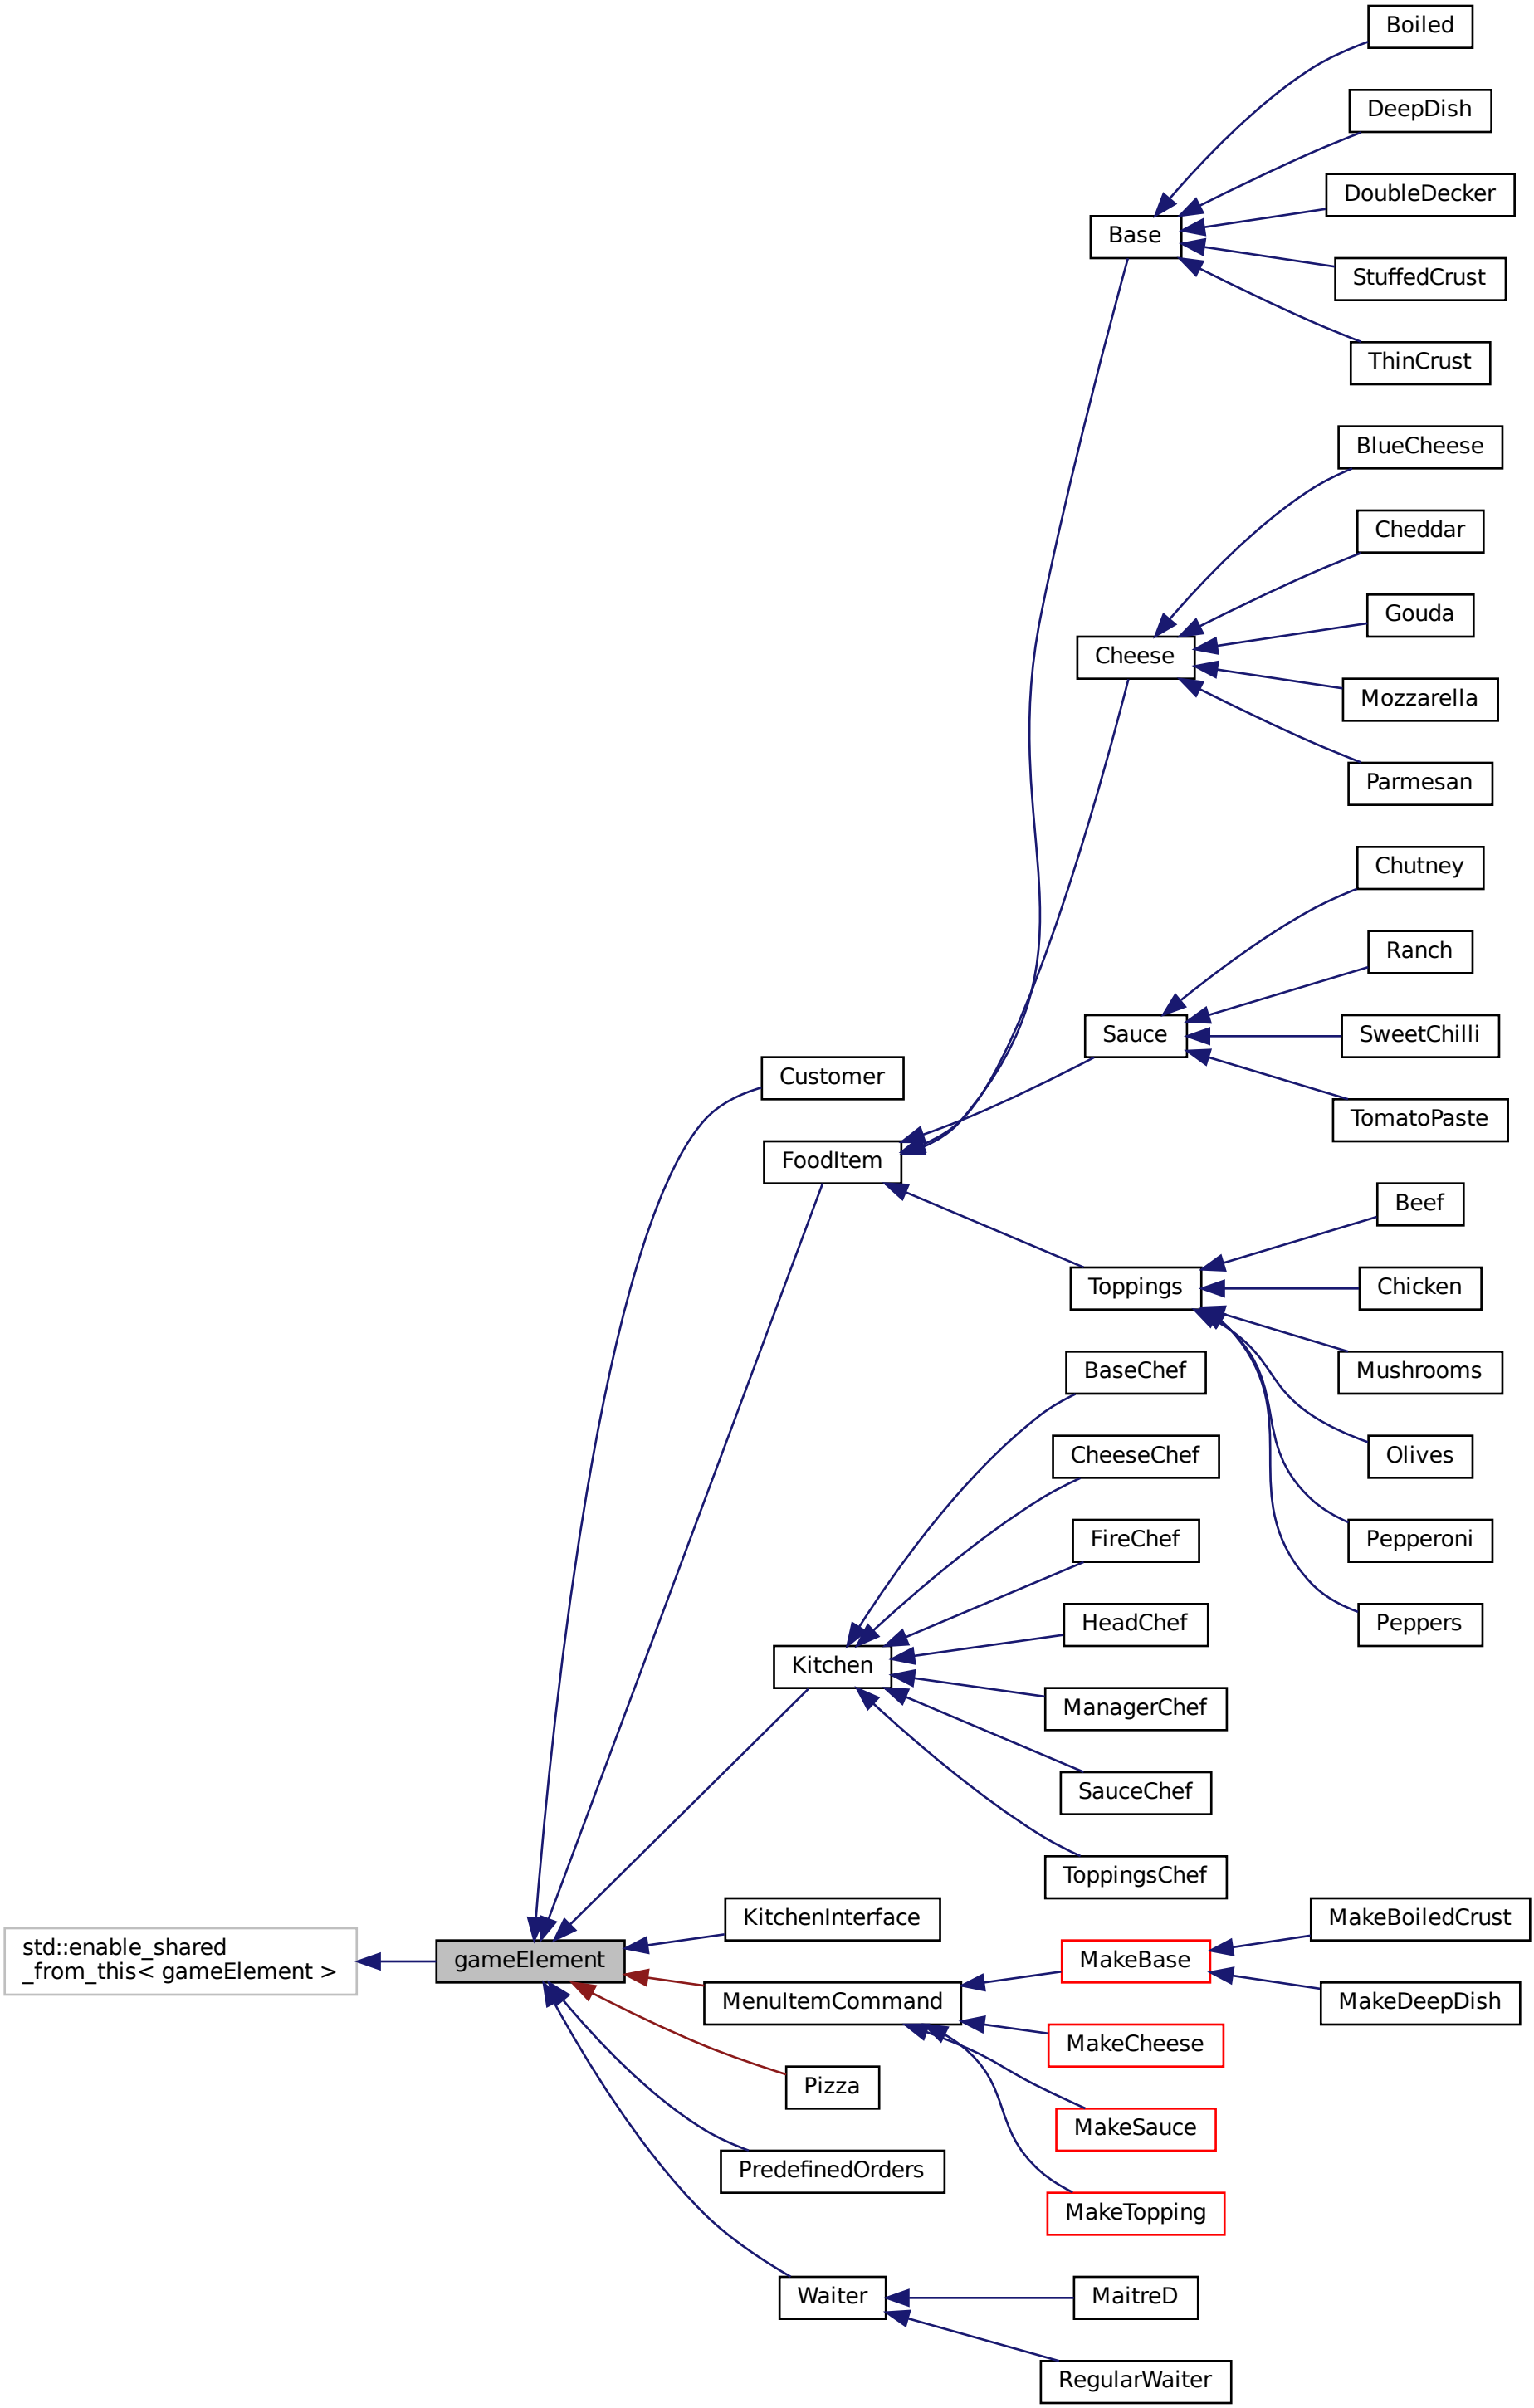 Boiled
DeepDish
DoubleDecker
Base
StuffedCrust
ThinCrust
BlueCheese
Cheddar
Gouda
Cheese
Mozzarella
Parmesan
Chutney
Ranch
Sauce
SweetChilli
Customer
TomatoPaste
FoodItem
Beef
Toppings
Chicken
BaseChef
Mushrooms
CheeseChef
Olives
FireChef
Pepperoni
HeadChef
Peppers
Kitchen
ManagerChef
SauceChef
ToppingsChef
KitchenInterface
MakeBoiledCrust
std::enable_shared
_from_this< gameElement >
gameElement
MakeBase
MenuItemCommand
MakeDeepDish
MakeCheese
Pizza
MakeSauce
PredefinedOrders
MakeTopping
Waiter
MaitreD
RegularWaiter